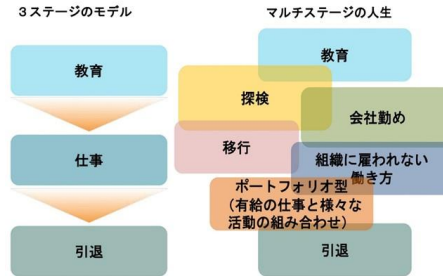 3ステージのモデル
教育
仕事
引退
マルチステージの人生
教育
探検
会社勤め
移行
組織に雇われない
働き方
ポートフォリオ型
(有給の仕事と様々な
活動の組み合わせ)
引退